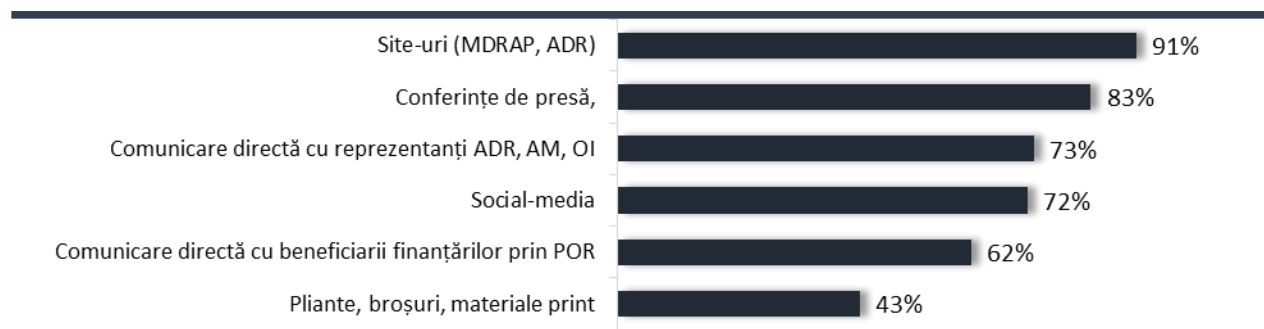 Site-uri (MDRAP, ADR) 91%
Conferințe de presă, 83%
Comunicare directă cu reprezentanți ADR, AM, OI 73%
Social-media 72%
Comunicare directă cu beneficiarii finanțărilor prin POR 62%
Pliante, broșuri, materiale print 43%